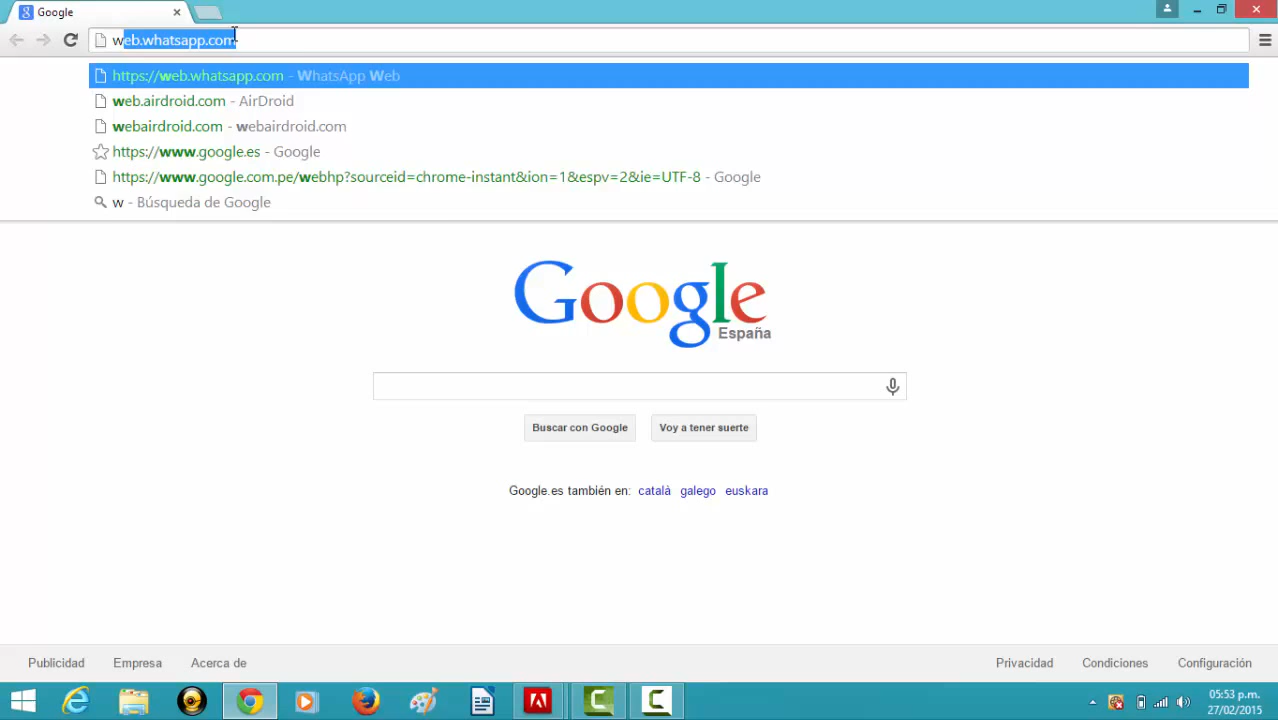 Google
web.whatsapp.com
https://web.whatsapp.com - WhatsApp Web
web.airdroid.com - AirDroid
webairdroid.com - webairdroid.com
https://www.google.es - Google
https://www.google.com.pe/webhp?sourceid=chrome-instant&ion=1&espv=2&ie=UTF-8 - Google
w - Búsqueda de Google
Google
España
Buscar con Google Voy a tener suerte
Google.es también en: català galego euskara
Publicidad Empresa Acerca de Privacidad Condiciones Configuración
05:53 p.m.
27/02/2015